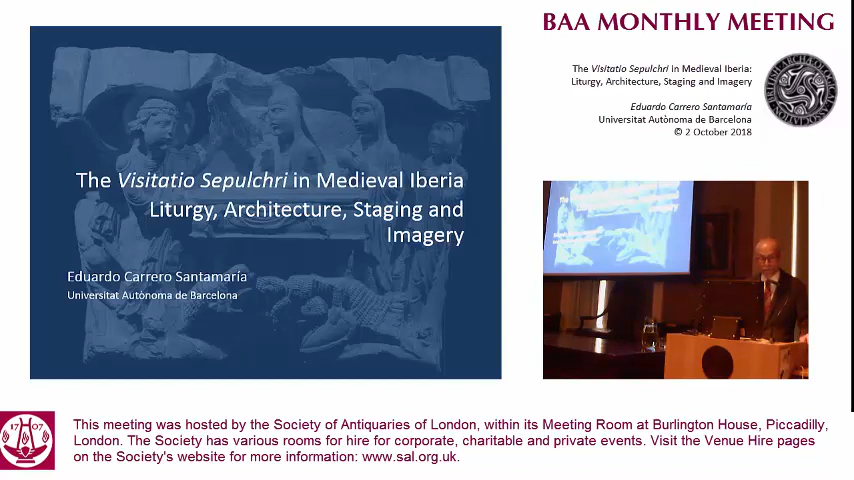 BAA MONTHLY MEETING
The Visitatio Sepulchri in Medieval Iberia:
Liturgy, Architecture, Staging and Imagery
Eduardo Carrero Santamaría
Universitat Autònoma de Barcelona
© 2 October 2018
The Visitatio Sepulchri in Medieval Iberia
Liturgy, Architecture, Staging and
Imagery
Eduardo Carrero Santamaría
Universitat Autònoma de Barcelona
17 07
This meeting was hosted by the Society of Antiquaries of London, within its Meeting Room at Burlington House, Piccadilly,
London. The Society has various rooms for hire for corporate, charitable and private events. Visit the Venue Hire pages
on the Society's website for more information: www.sal.org.uk.